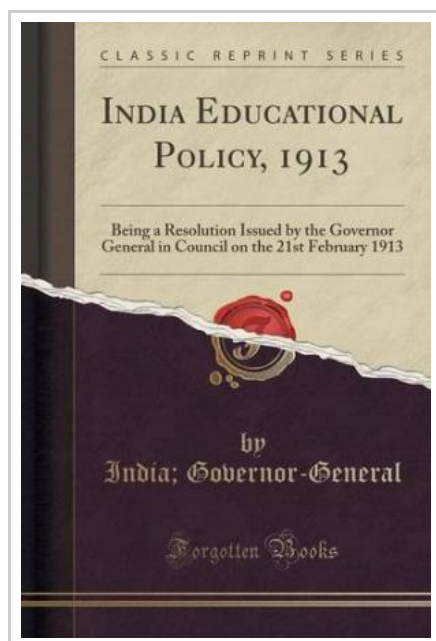 CLASSIC REPRINT SERIES
INDIA EDUCATIONAL
POLICY, 1913
Being a Resolution Issued by the Governor
General in Council on the 21st February 1913
by
India; Governor-General
Forgotten Books